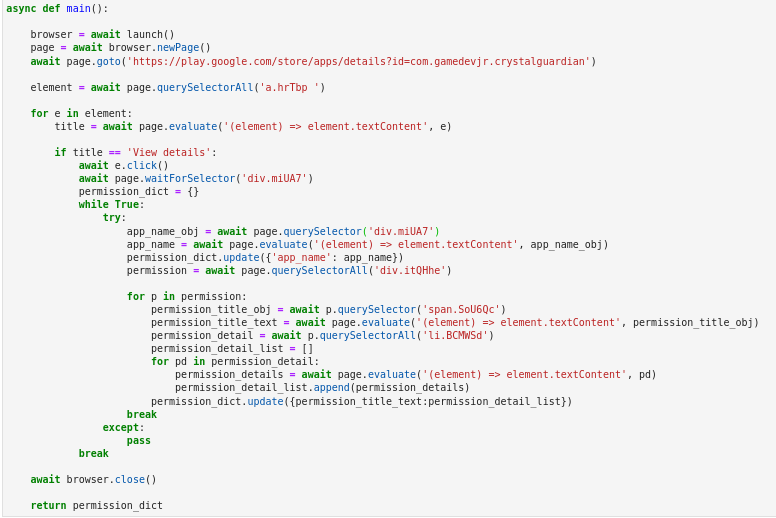 async def main():
    browser = await launch()
    page = await browser.newPage()
    await page.goto('https://play.google.com/store/apps/details?id=com.gamedevjr.crystalguardian')
    element = await page.querySelectorAll('a.hrTbp ')
    for e in element:
        title = await page.evaluate('(element) => element.textContent', e)
        if title == 'View details':
            await e.click()
            await page.waitForSelector('div.miUA7')
            permission_dict = {}
            while True:
                try:
                    app_name_obj = await page.querySelector('div.miUA7')
                    app_name = await page.evaluate('(element) => element.textContent', app_name_obj)
                    permission_dict.update({'app_name': app_name})
                    permission = await page.querySelectorAll('div.itQHhe')
                    for p in permission:
                        permission_title_obj = await p.querySelector('span.SoU6Qc')
                        permission_title_text = await page.evaluate('(element) => element.textContent', permission_title_obj)
                        permission_detail = await p.querySelectorAll('li.BCMWSd')
                        permission_detail_list = []
                        for pd in permission_detail:
                            permission_details = await page.evaluate('(element) => element.textContent', pd)
                            permission_detail_list.append(permission_details)
                        permission_dict.update({permission_title_text:permission_detail_list})
                    break
                except:
                    pass
            break
    await browser.close()
    return permission_dict